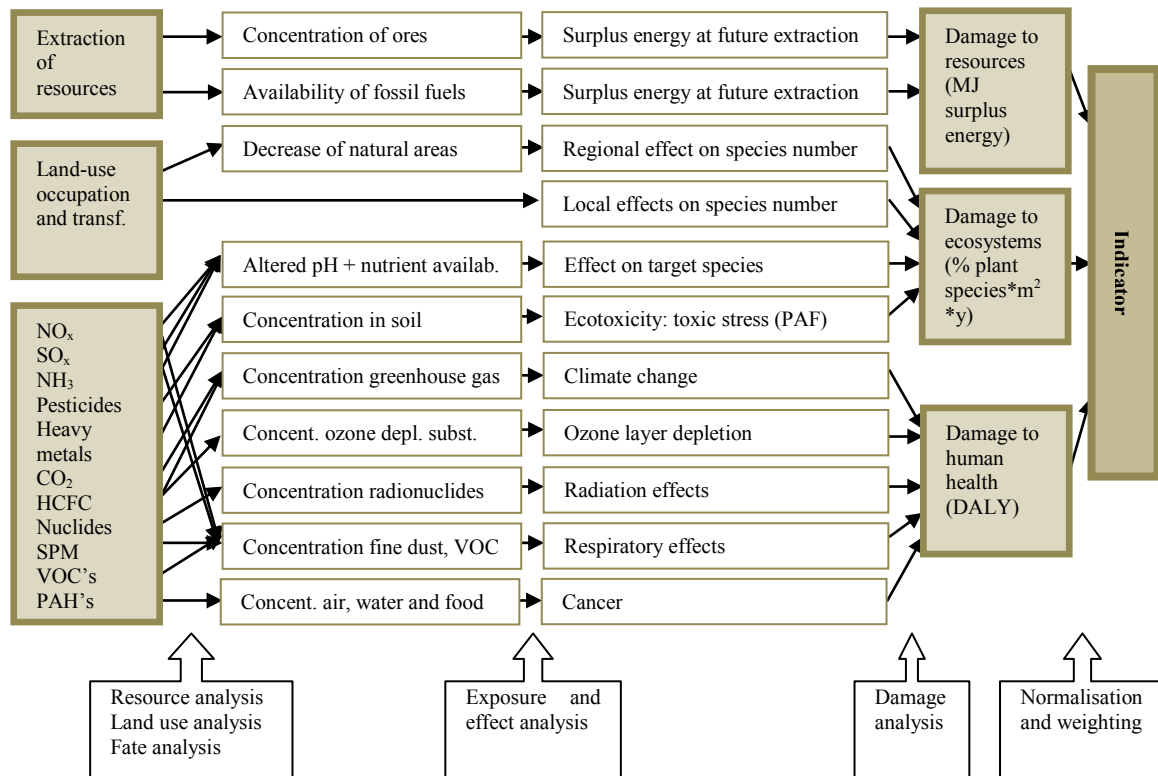 Extraction
of
resources
Concentration of ores
Surplus energy at future extraction
Availability of fossil fuels
Surplus energy at future extraction
Damage to
resources
(MJ
surplus
energy)
Land-use
occupation
and transf.
Decrease of natural areas
Regional effect on species number
Local effects on species number
Damage to
ecosystems
(% plant
species*m²
*y)
Indicator
NOₓ
SOₓ
NH₃
Pesticides
Heavy
metals
CO₂
HCFC
Nuclides
SPM
VOC’s
PAH’s
Altered pH + nutrient availab.
Effect on target species
Concentration in soil
Ecotoxicity: toxic stress (PAF)
Concentration greenhouse gas
Climate change
Concent. ozone depl. subst.
Ozone layer depletion
Concentration radionuclides
Radiation effects
Concentration fine dust, VOC
Respiratory effects
Concent. air, water and food
Cancer
Damage to
human
health
(DALY)
Resource analysis
Land use analysis
Fate analysis
Exposure and
effect analysis
Damage
analysis
Normalisation
and weighting